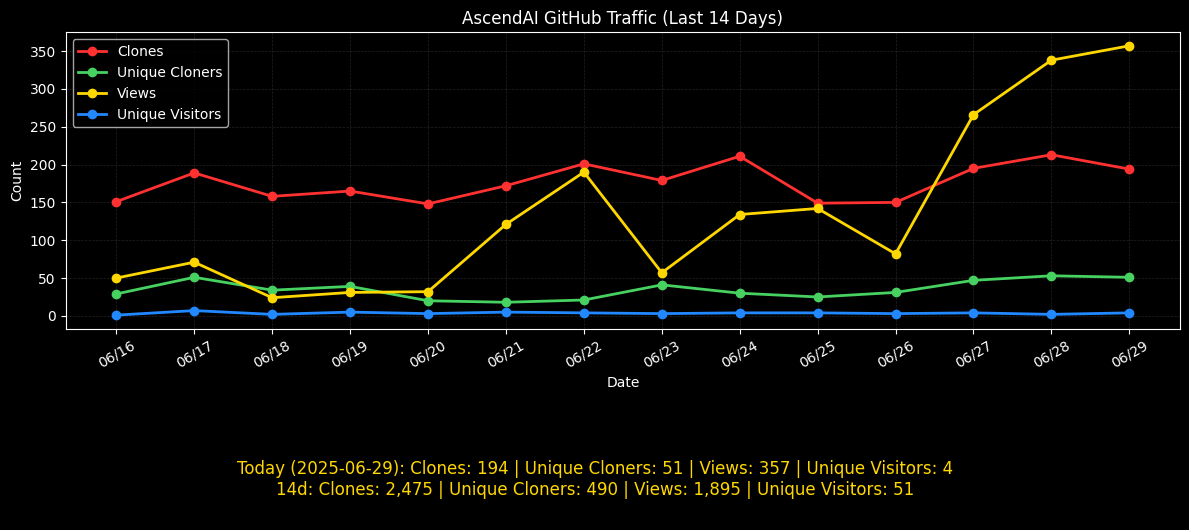 AscendAI GitHub Traffic (Last 14 Days)
Clones
Unique Cloners
Views
Unique Visitors
Count
350
300
250
200
150
100
50
0
06/16 06/17 06/18 06/19 06/20 06/21 06/22 06/23 06/24 06/25 06/26 06/27 06/28 06/29
Date
Today (2025-06-29): Clones: 194 | Unique Cloners: 51 | Views: 357 | Unique Visitors: 4
14d: Clones: 2,475 | Unique Cloners: 490 | Views: 1,895 | Unique Visitors: 51